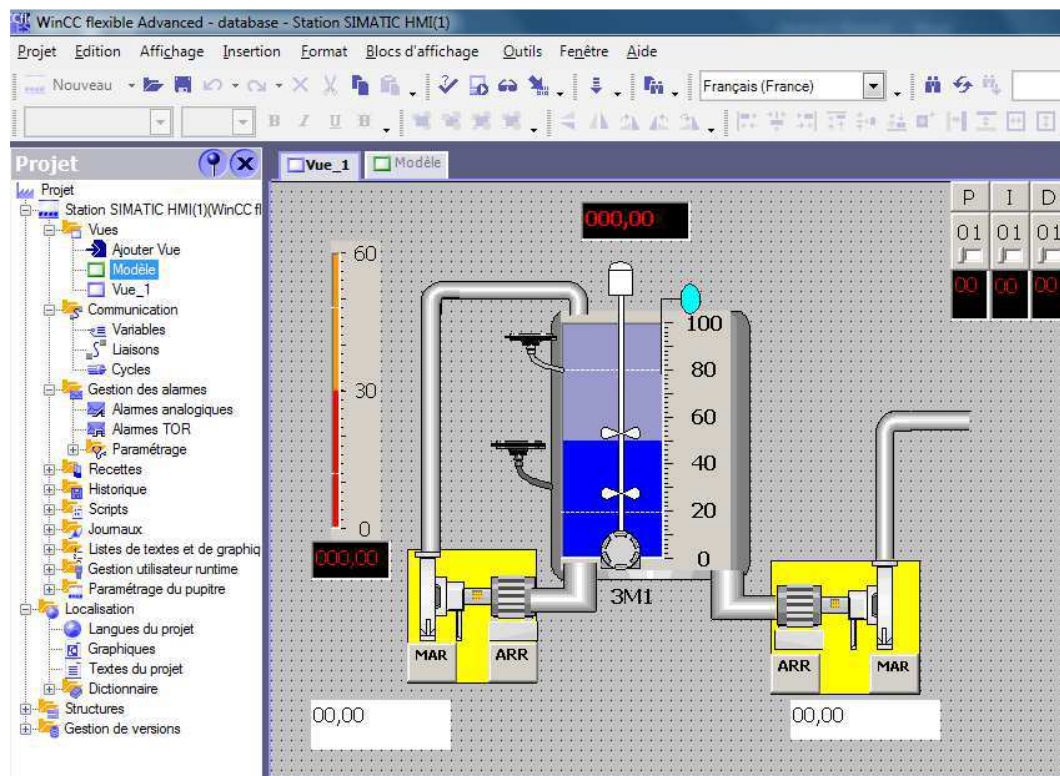 WinCC flexible Advanced - database - Station SIMATIC HMI(1)
Projet Edition Affichage Insertion Format Blocs d'affichage Outils Fenêtre Aide
Nouveau
Français (France)
B I U B
Projet
Vue_1 Modèle
Projet
Station SIMATIC HMI(1)(WinCC fl
Vues
Ajouter Vue
Modèle
Vue_1
Communication
Variables
Liaisons
Cycles
Gestion des alarmes
Alarmes analogiques
Alarmes TOR
Paramétrage
Recettes
Historique
Scripts
Journaux
Listes de textes et de graphiq
Gestion utilisateur runtime
Paramétrage du pupitre
Localisation
Langues du projet
Graphiques
Textes du projet
Dictionnaire
Structures
Gestion de versions
000,00
P I D
01 01 01
00 00 00
60
30
0
000,00
100
80
60
40
20
0
3M1
MAR ARR
ARR MAR
00,00
00,00